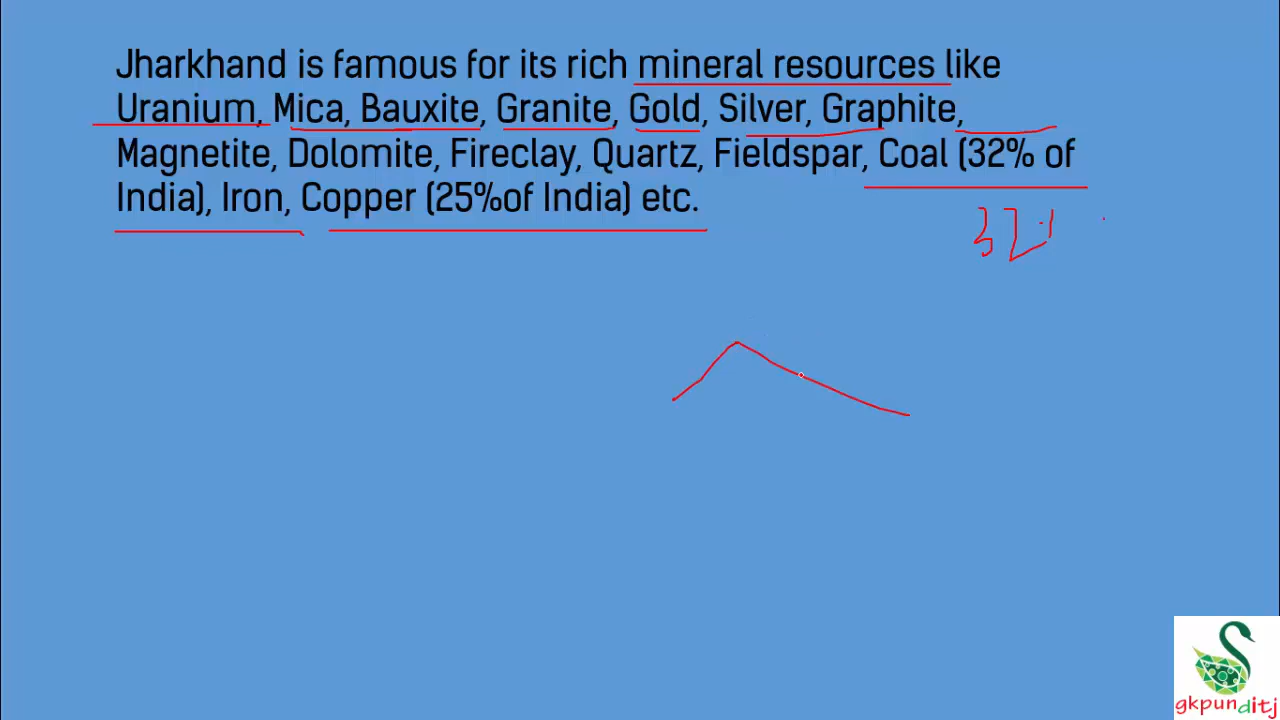 Jharkhand is famous for its rich mineral resources like
Uranium, Mica, Bauxite, Granite, Gold, Silver, Graphite,
Magnetite, Dolomite, Fireclay, Quartz, Fieldspar, Coal (32% of
India), Iron, Copper (25%of India) etc.
32%
gkpunditj